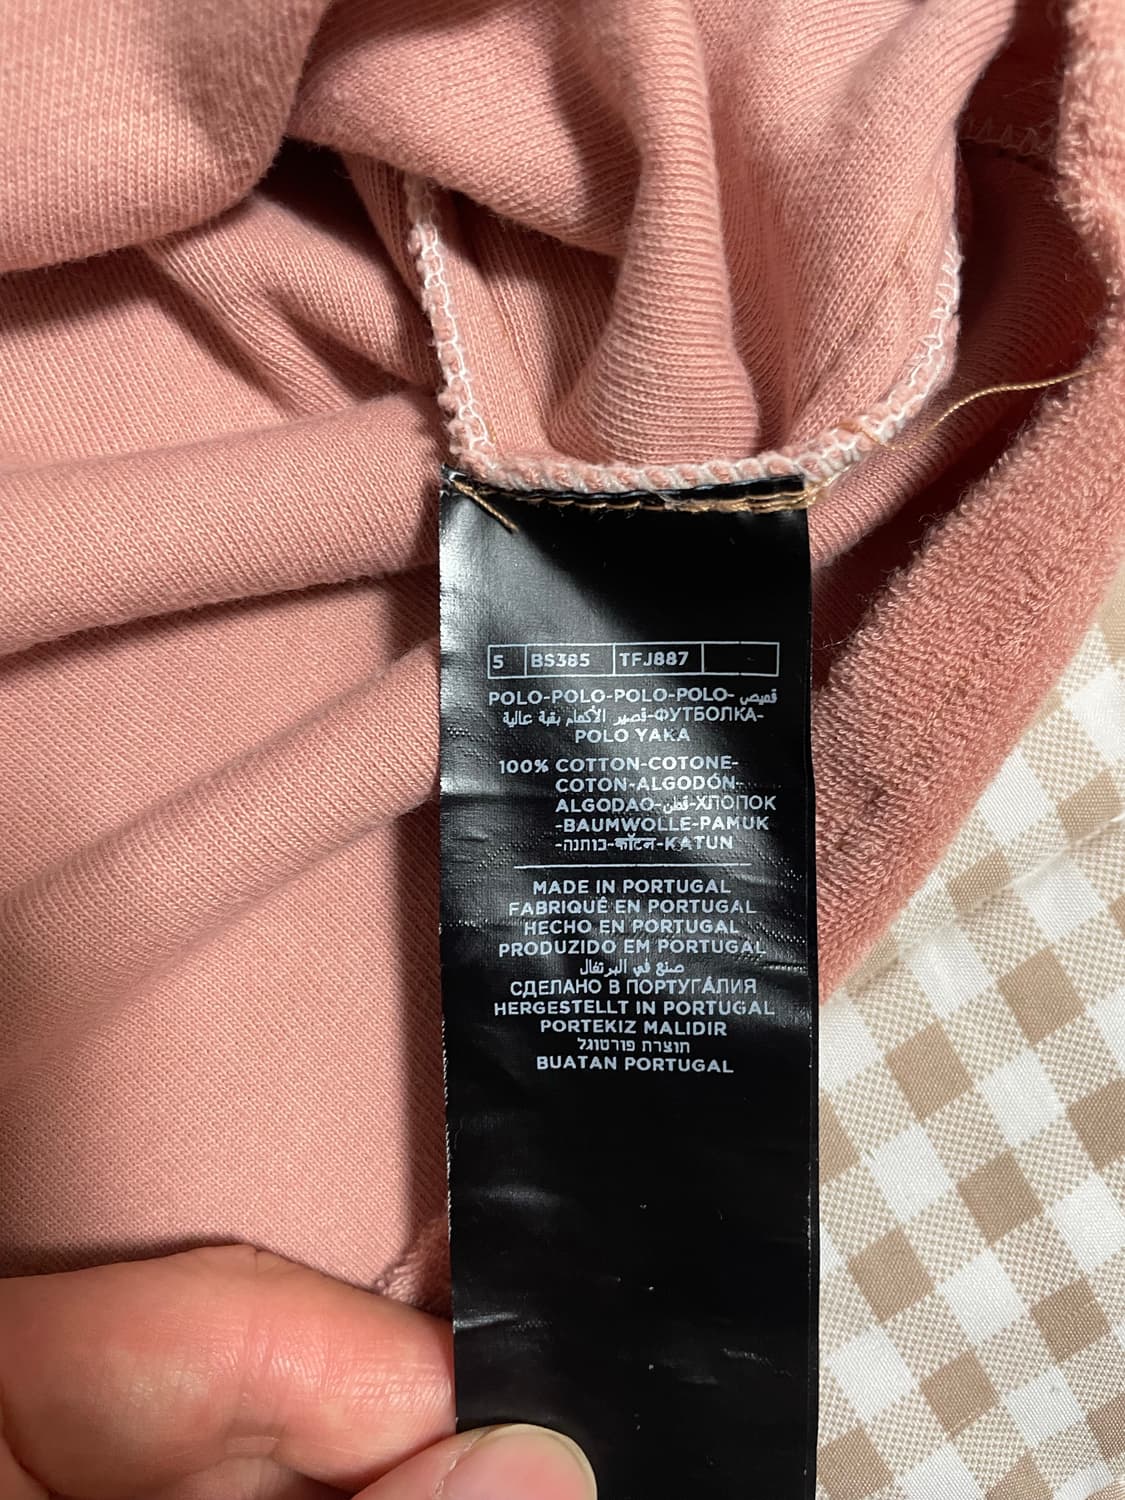 5 BS385 TFJ887
POLO-POLO-POLO-POLO-قميص
قصير الأكمام بقبة عالية-ФУТБОЛКА-
POLO YAKA
100% COTTON-COTONE-
COTON-ALGODÓN-
ALGODAO-قطن-ХЛОПОК
-BAUMWOLLE-PAMUK
-כותנה-कॉटन-KATUN
MADE IN PORTUGAL
FABRIQUÉ EN PORTUGAL
HECHO EN PORTUGAL
PRODUZIDO EM PORTUGAL
صنع في البرتغال
СДЕЛАНО В ПОРТУГÁЛИЯ
HERGESTELLT IN PORTUGAL
PORTEKIZ MALIDIR
תוצרת פורטוגל
BUATAN PORTUGAL